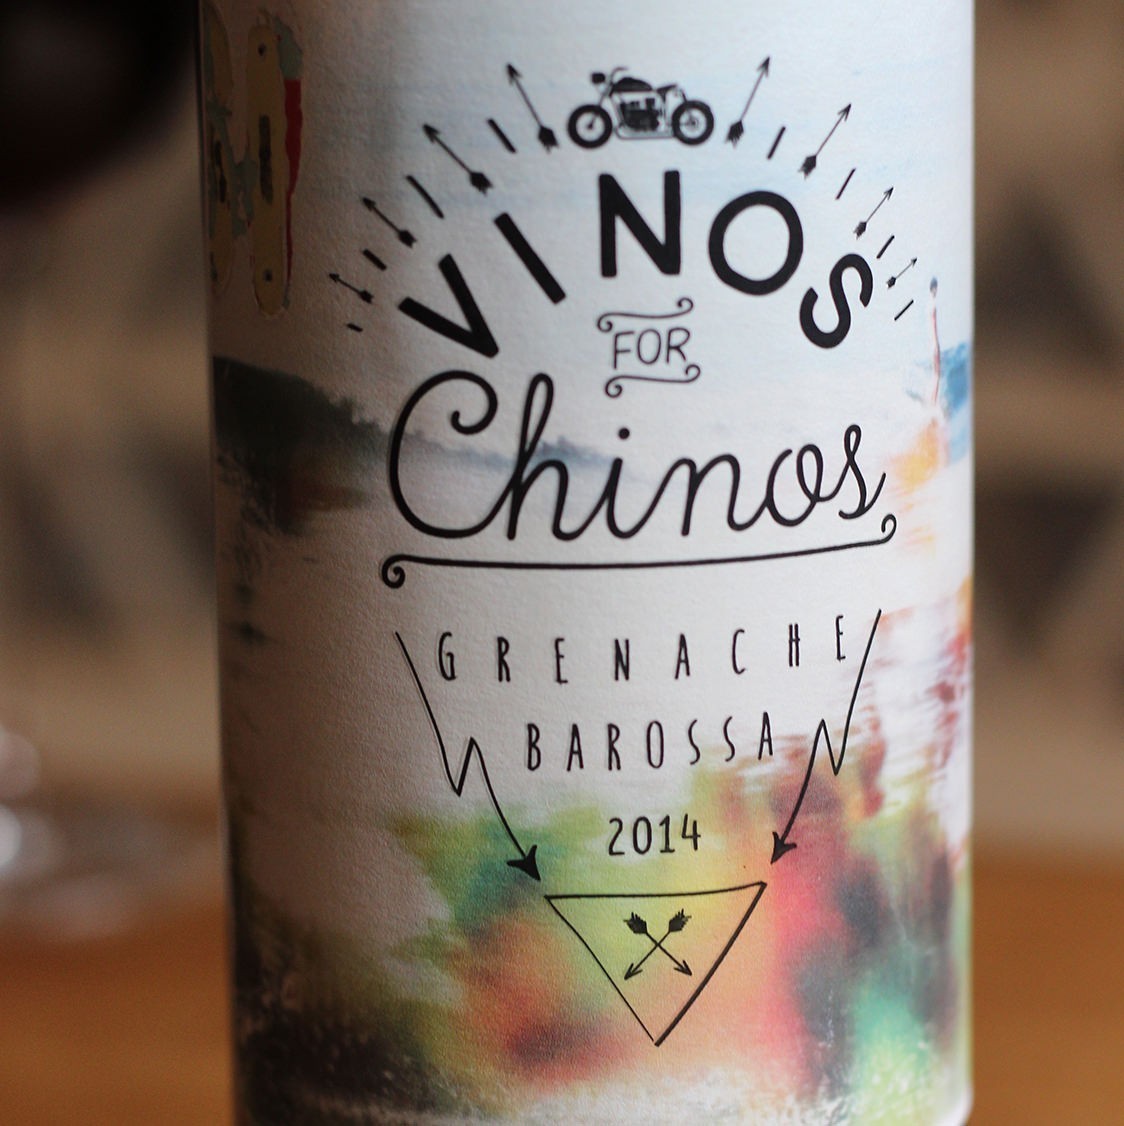 VINOS
FOR
Chinos
GRENACHE
BAROSSA
2014